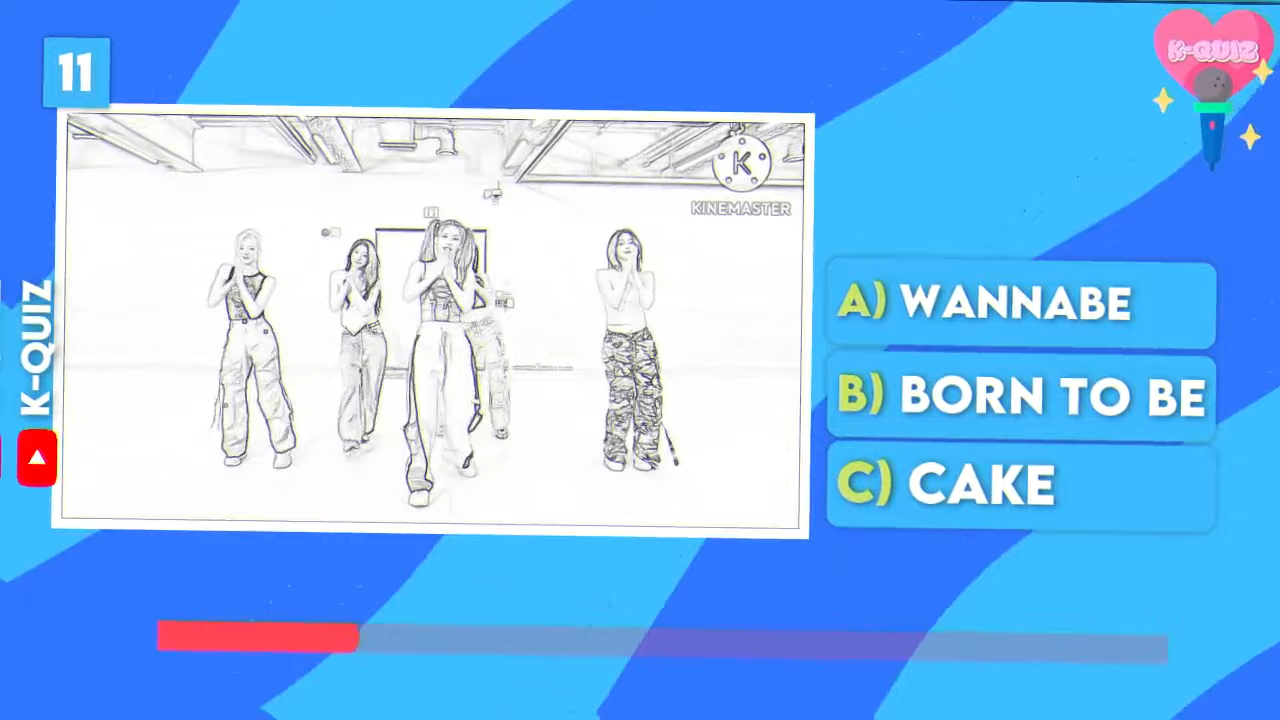 11
K-QUIZ
K
KINEMASTER
K-QUIZ
A) WANNABE
B) BORN TO BE
C) CAKE